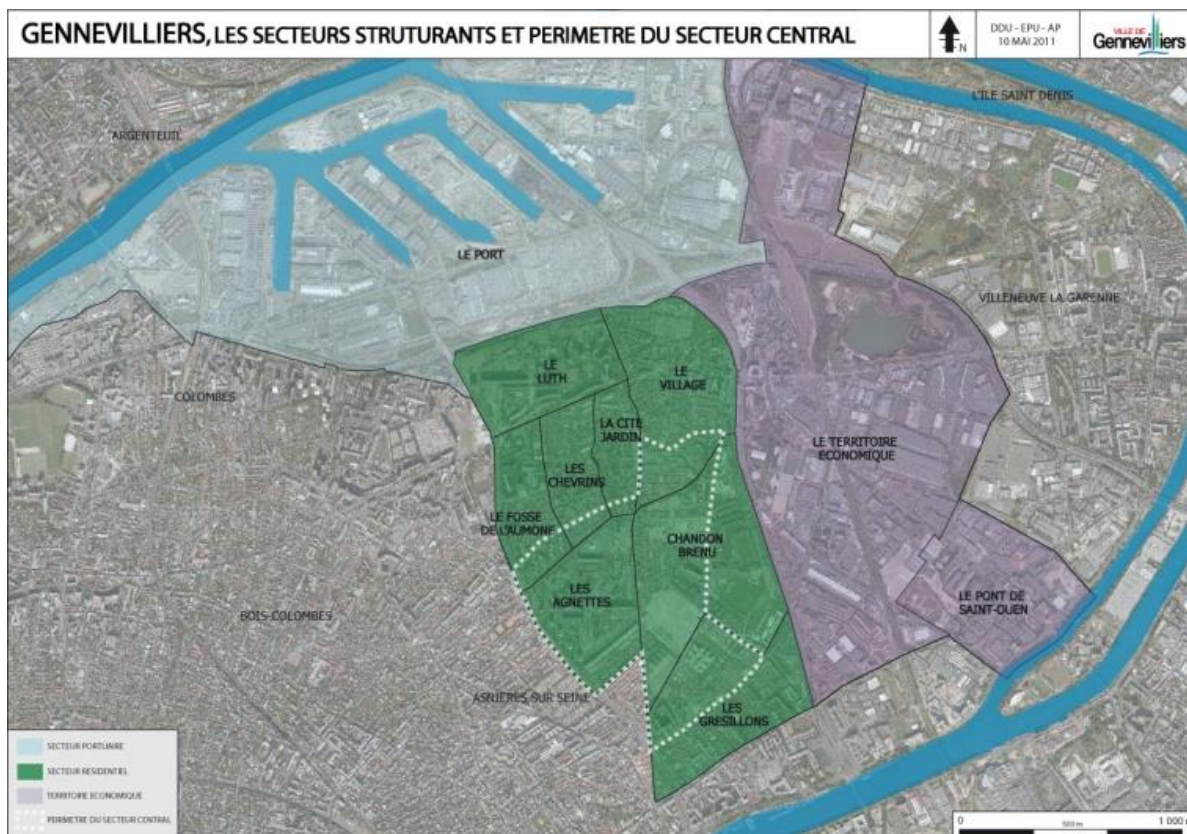 GENNEVILLIERS, LES SECTEURS STRUTURANTS ET PERIMETRE DU SECTEUR CENTRAL
N
DDU - EPU - AP
10 MAI 2011
VILLE DE
Gennevilliers
L'ILE SAINT DENIS
ARGENTEUIL
LE PORT
VILLENEUVE LA GARENNE
LE
LUTH
LE
VILLAGE
COLOMBES
LA CITE
JARDIN
LE TERRITOIRE
ECONOMIQUE
LES
CHEVRINS
LE FOSSE
DE L'AUMONE
CHANDON
BRENU
LES
AGNETTES
LE PONT DE
SAINT-OUEN
BOIS-COLOMBES
ASNIERES SUR SEINE
LES
GRESILLONS
SECTEUR PORTUAIRE
SECTEUR RESIDENTIEL
TERRITOIRE ECONOMIQUE
PERIMETRE DU SECTEUR CENTRAL
0 500 m 1 000